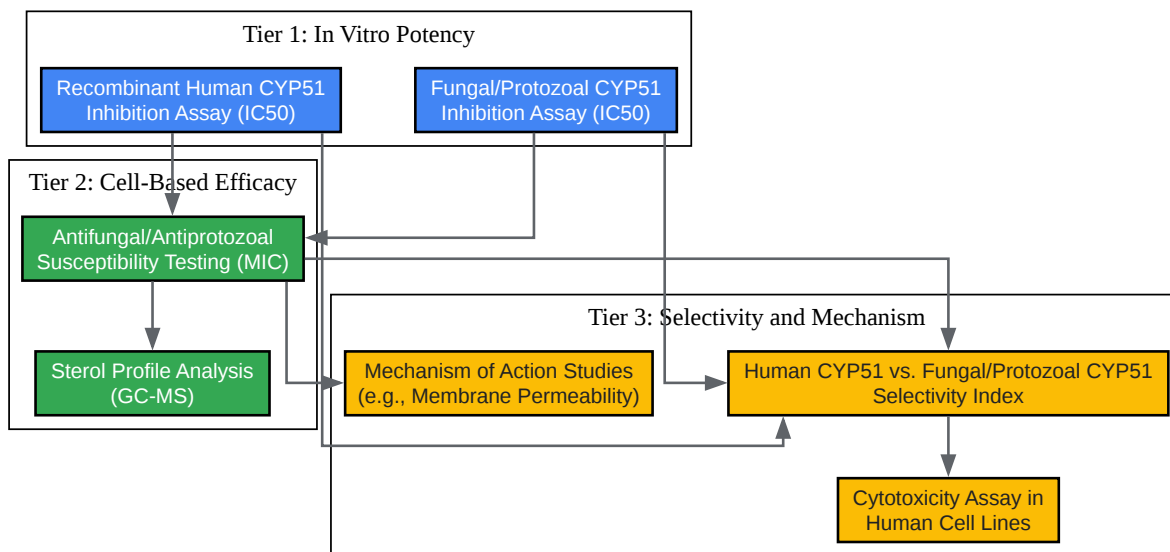 Tier 1: In Vitro Potency
Recombinant Human CYP51
Inhibition Assay (IC50)
Fungal/Protozoal CYP51
Inhibition Assay (IC50)
Tier 2: Cell-Based Efficacy
Antifungal/Antiprotozoal
Susceptibility Testing (MIC)
Sterol Profile Analysis
(GC-MS)
Tier 3: Selectivity and Mechanism
Mechanism of Action Studies
(e.g., Membrane Permeability)
Human CYP51 vs. Fungal/Protozoal CYP51
Selectivity Index
Cytotoxicity Assay in
Human Cell Lines